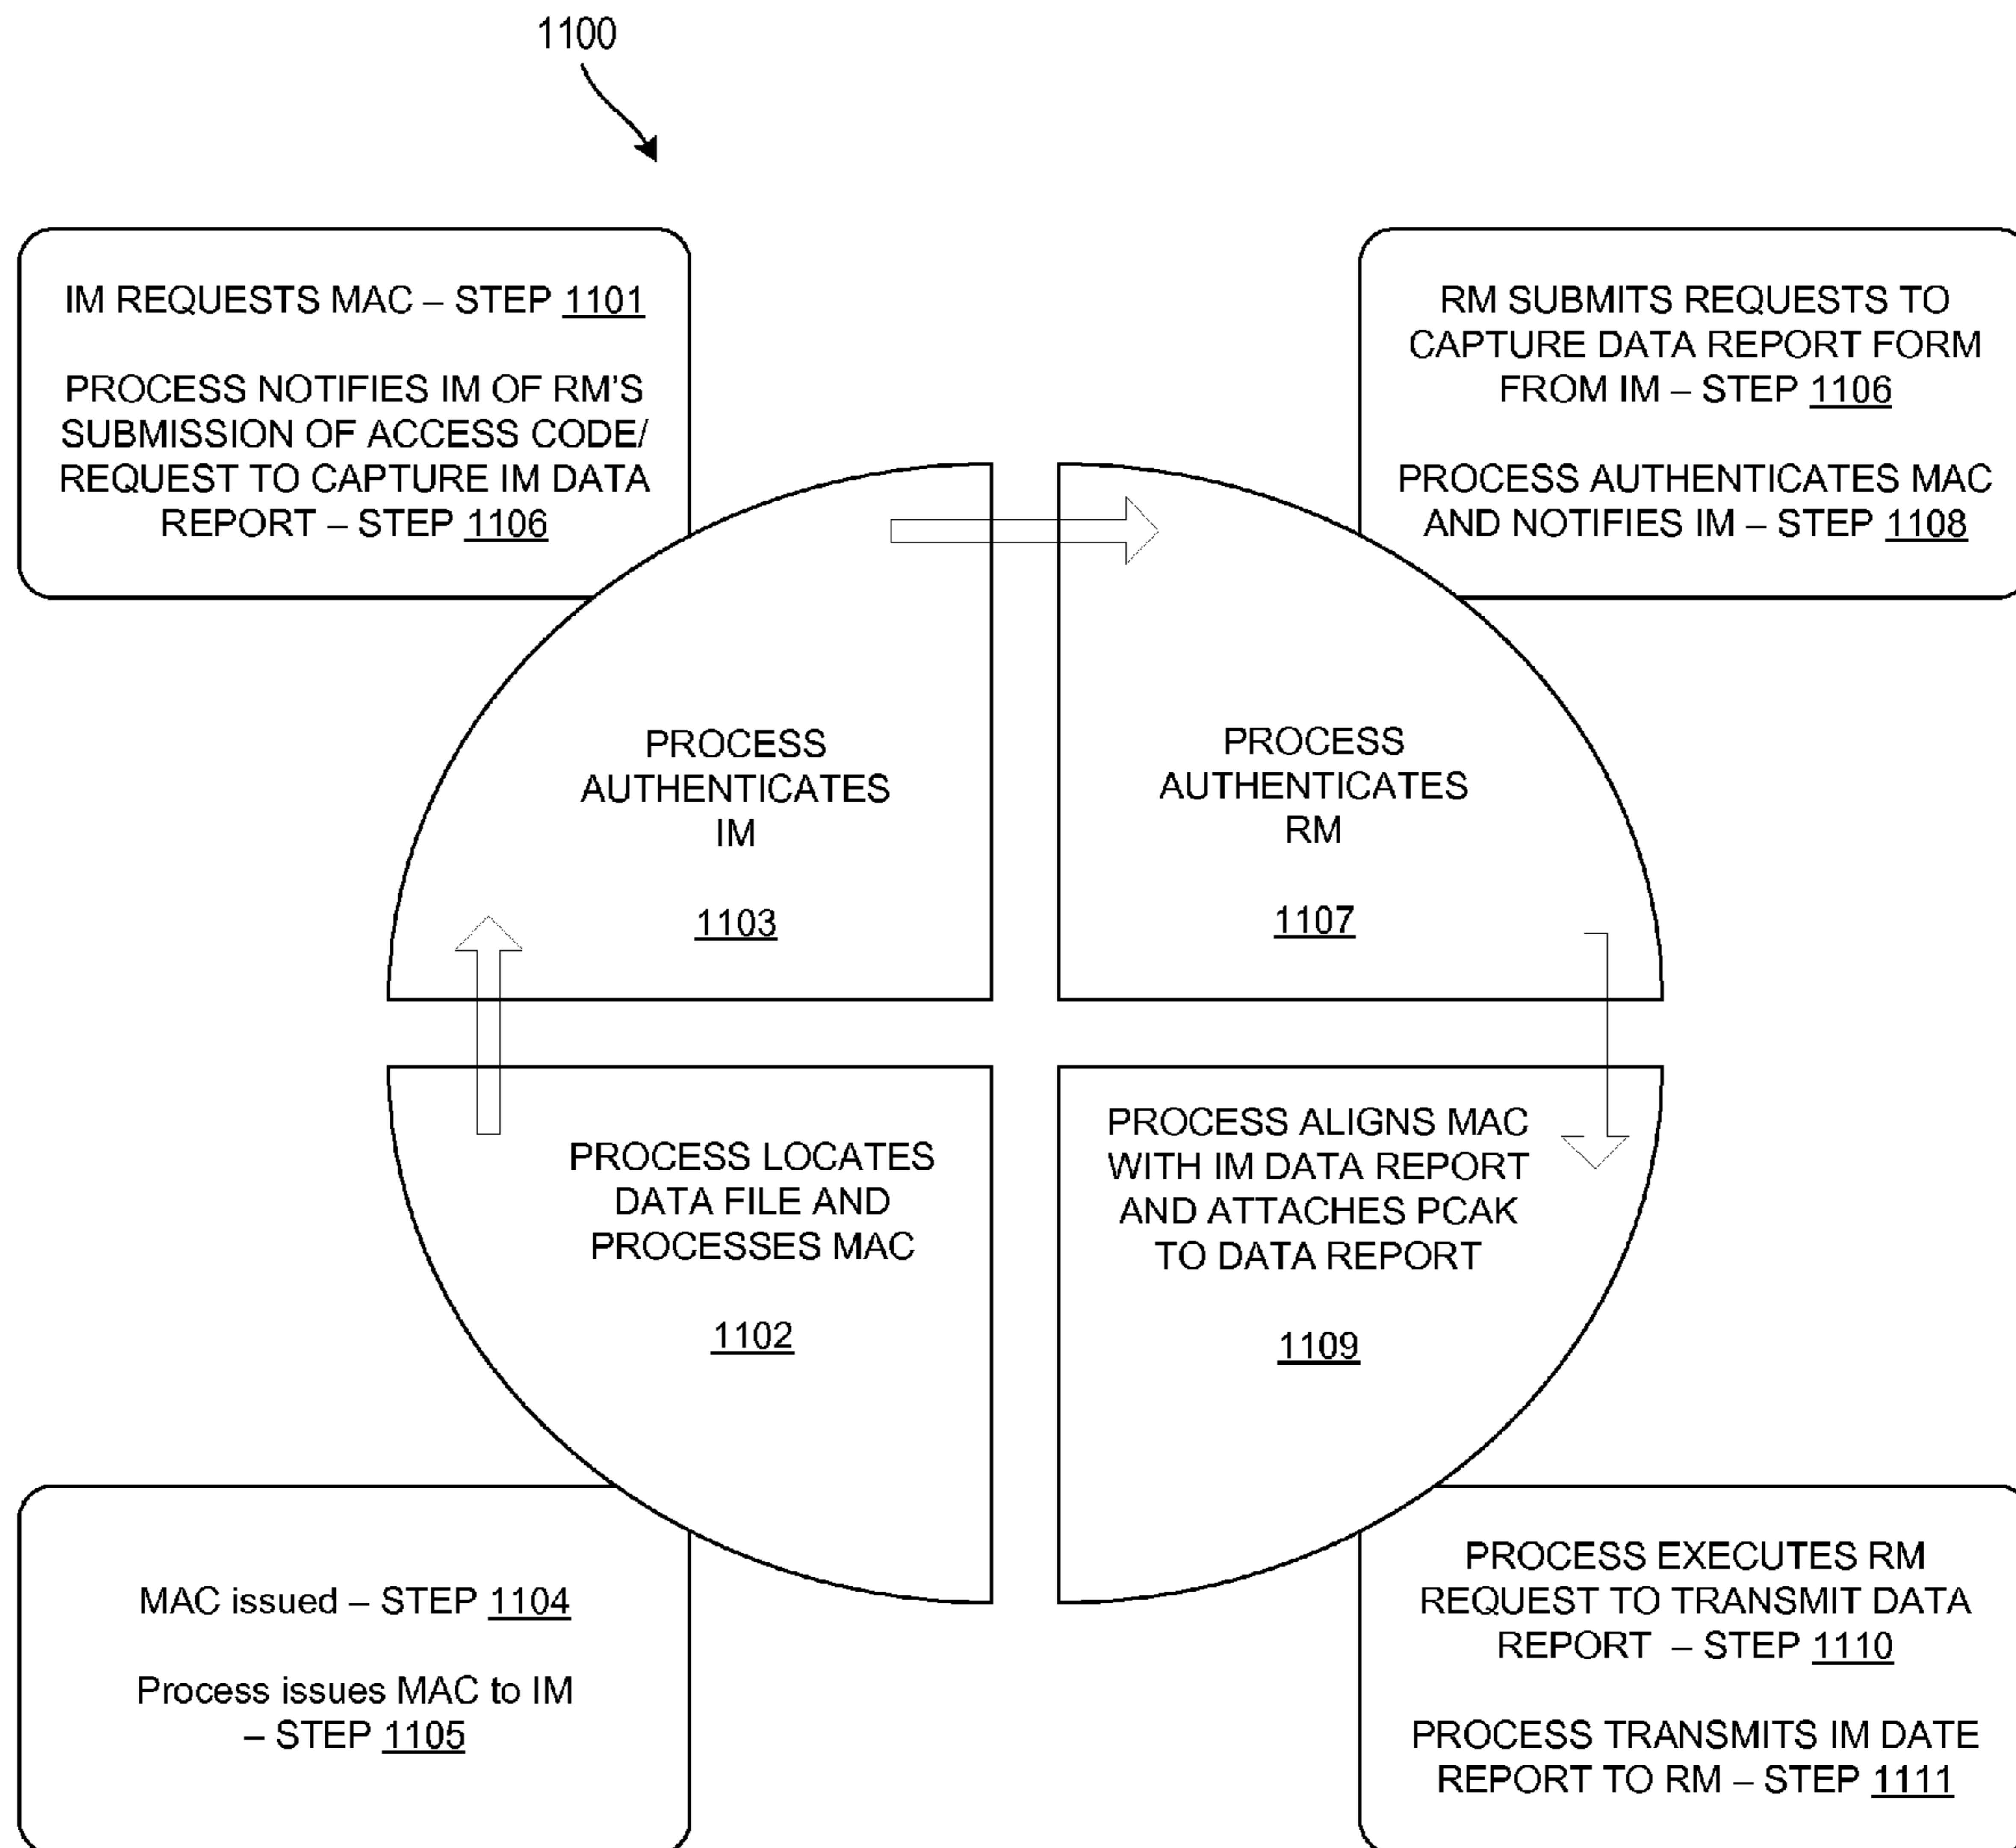 1100
IM REQUESTS MAC – STEP 1101
PROCESS NOTIFIES IM OF RM'S
SUBMISSION OF ACCESS CODE/
REQUEST TO CAPTURE IM DATA
REPORT – STEP 1106
RM SUBMITS REQUESTS TO
CAPTURE DATA REPORT FORM
FROM IM – STEP 1106
PROCESS AUTHENTICATES MAC
AND NOTIFIES IM – STEP 1108
PROCESS
AUTHENTICATES
IM
1103
PROCESS
AUTHENTICATES
RM
1107
PROCESS LOCATES
DATA FILE AND
PROCESSES MAC
1102
PROCESS ALIGNS MAC
WITH IM DATA REPORT
AND ATTACHES PCAK
TO DATA REPORT
1109
MAC issued – STEP 1104
Process issues MAC to IM
– STEP 1105
PROCESS EXECUTES RM
REQUEST TO TRANSMIT DATA
REPORT – STEP 1110
PROCESS TRANSMITS IM DATE
REPORT TO RM – STEP 1111